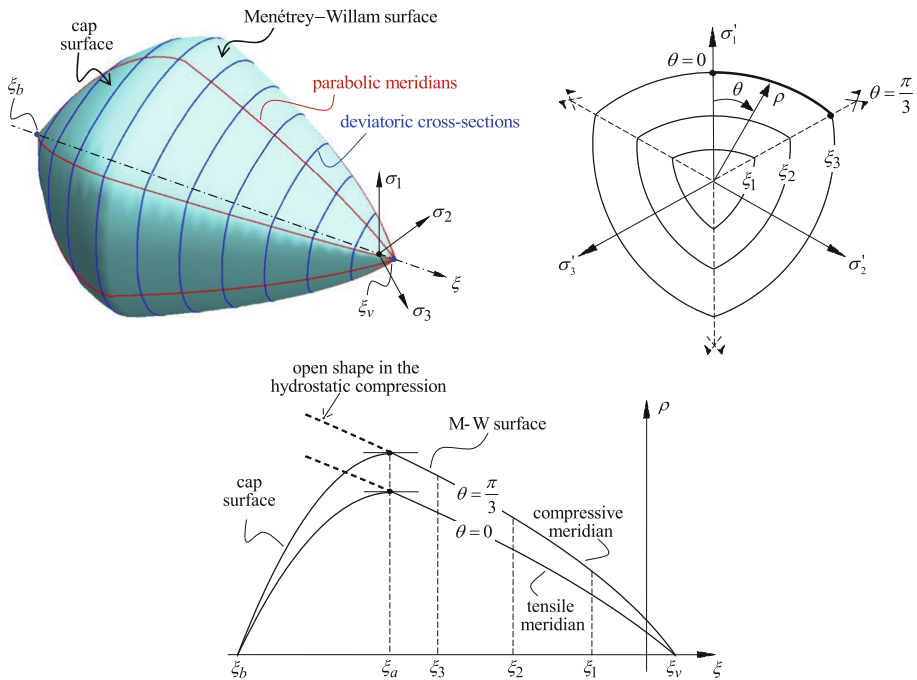 Menétrey–Willam surface
cap
surface
ξb
parabolic meridians
deviatoric cross-sections
σ1
σ2
σ3
ξv
ξ
σ'1
θ=0
θ
ρ
θ=π/3
ξ1
ξ2
ξ3
σ'3
σ'2
open shape in the
hydrostatic compression
ρ
M-W surface
cap
surface
θ=π/3
θ=0
compressive
meridian
tensile
meridian
ξb
ξa
ξ3
ξ2
ξ1
ξv
ξ